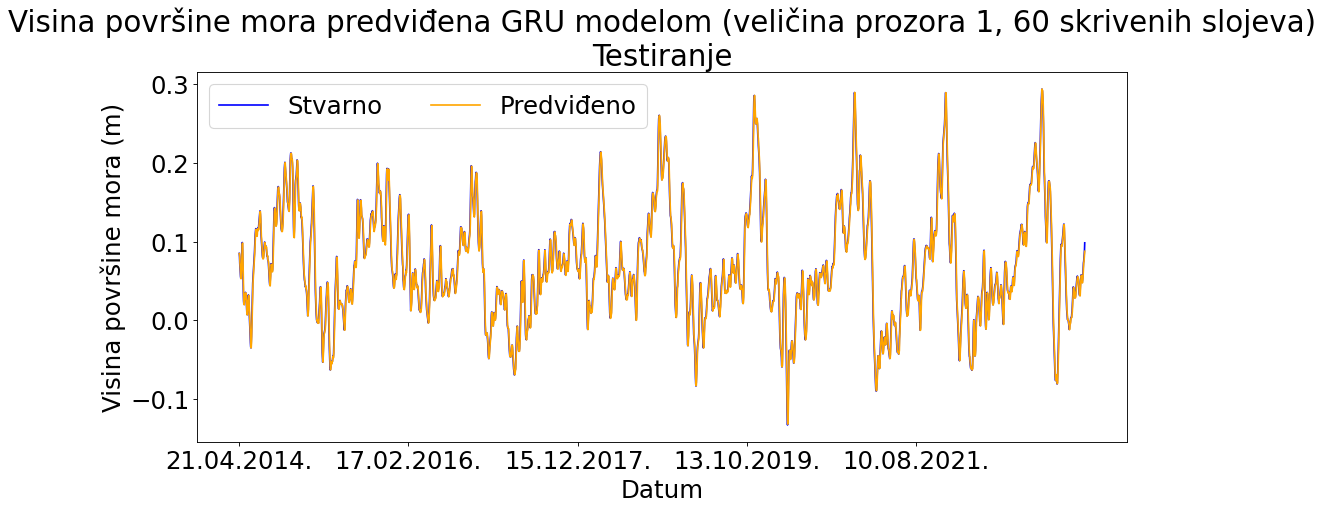 Visina površine mora predviđena GRU modelom (veličina prozora 1, 60 skrivenih slojeva)
Testiranje
Stvarno Predviđeno
Visina površine mora (m)
0.3
0.2
0.1
0.0
−0.1
21.04.2014. 17.02.2016. 15.12.2017. 13.10.2019. 10.08.2021.
Datum